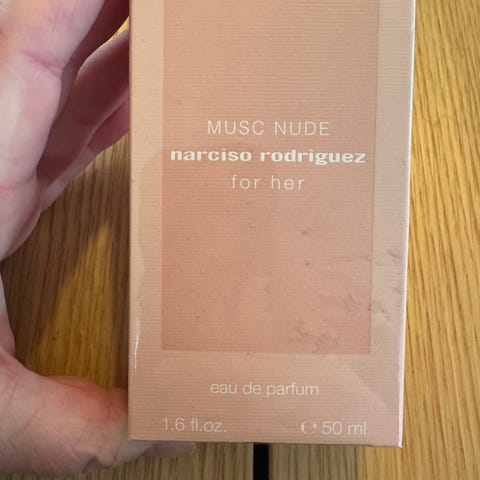 MUSC NUDE
narciso rodriguez
for her
eau de parfum
1.6 fl.oz. ℮ 50 ml